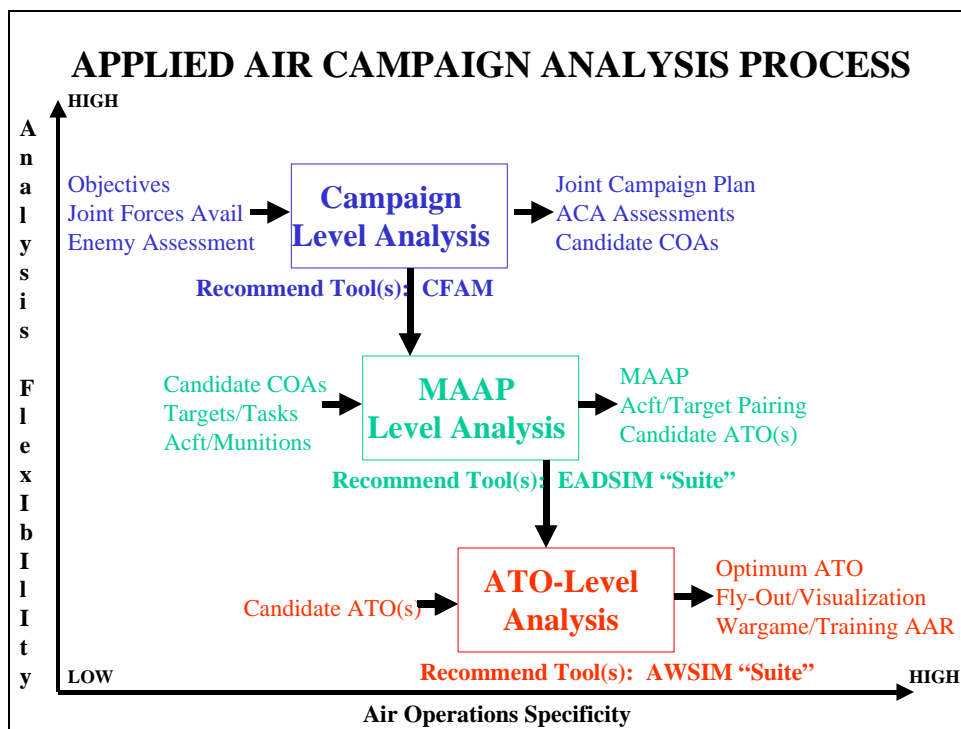 APPLIED AIR CAMPAIGN ANALYSIS PROCESS
HIGH
Analysis FlexIbIlIty
Objectives
Joint Forces Avail
Enemy Assessment
Campaign
Level Analysis
Joint Campaign Plan
ACA Assessments
Candidate COAs
Recommend Tool(s): CFAM
Candidate COAs
Targets/Tasks
Acft/Munitions
MAAP
Level Analysis
MAAP
Acft/Target Pairing
Candidate ATO(s)
Recommend Tool(s): EADSIM “Suite”
Candidate ATO(s)
ATO-Level
Analysis
Optimum ATO
Fly-Out/Visualization
Wargame/Training AAR
Recommend Tool(s): AWSIM “Suite”
LOW
HIGH
Air Operations Specificity